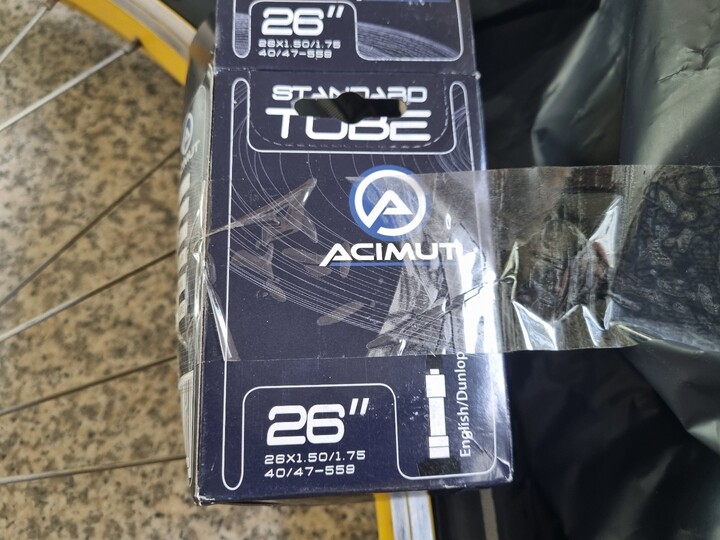 26"
26X1.50/1.75
40/47-559
STANDARD
TUBE
ACIMUT
English/Dunlop
26"
26X1.50/1.75
40/47-559